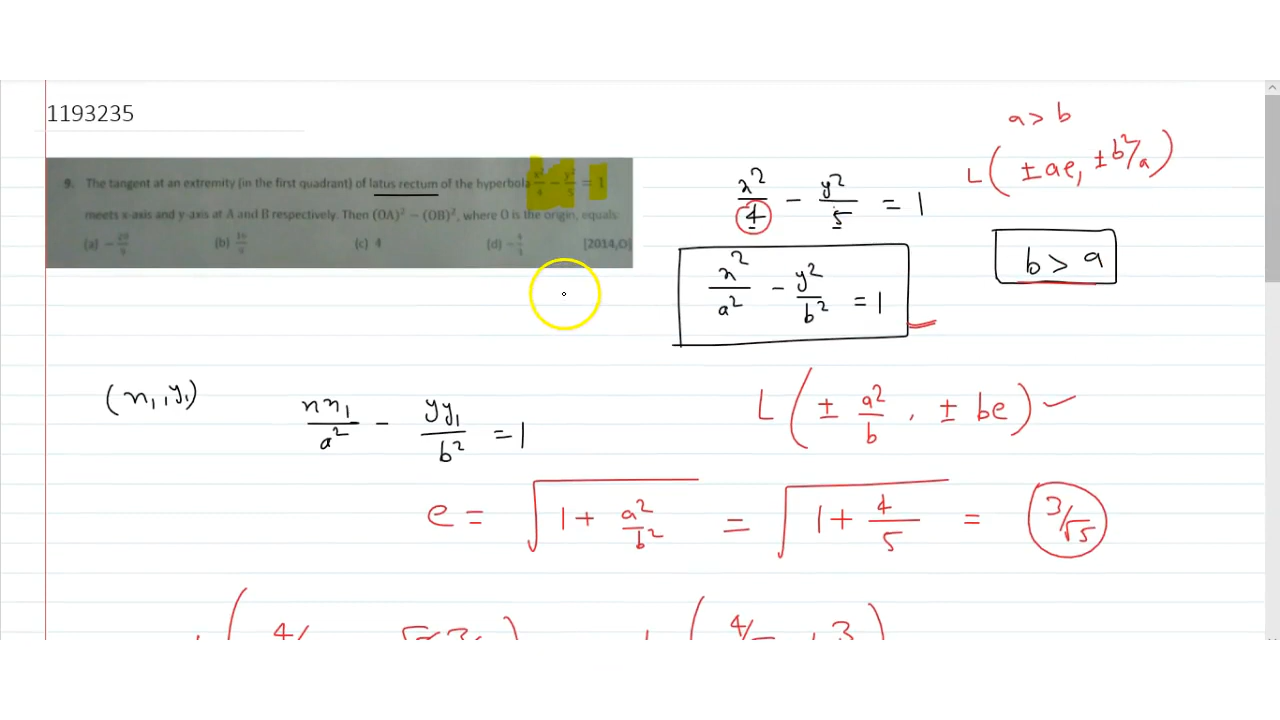 1193235
9. The tangent at an extremity (in the first quadrant) of latus rectum of the hyperbola x²/4 − y²/5 = 1
meets x-axis and y-axis at A and B respectively. Then (OA)² − (OB)², where O is the origin, equals:
(a) −20/9 (b) 16/9 (c) 4 (d) −4/3 [2014,O]
a > b
L(±ae, ±b²/a)
x²/4 − y²/5 = 1
b > a
x²/a² − y²/b² = 1
(x₁, y₁)
xx₁/a² − yy₁/b² = 1
L(± a²/b, ± be)
e = √(1 + a²/b²) = √(1 + 4/5) = 3/√5